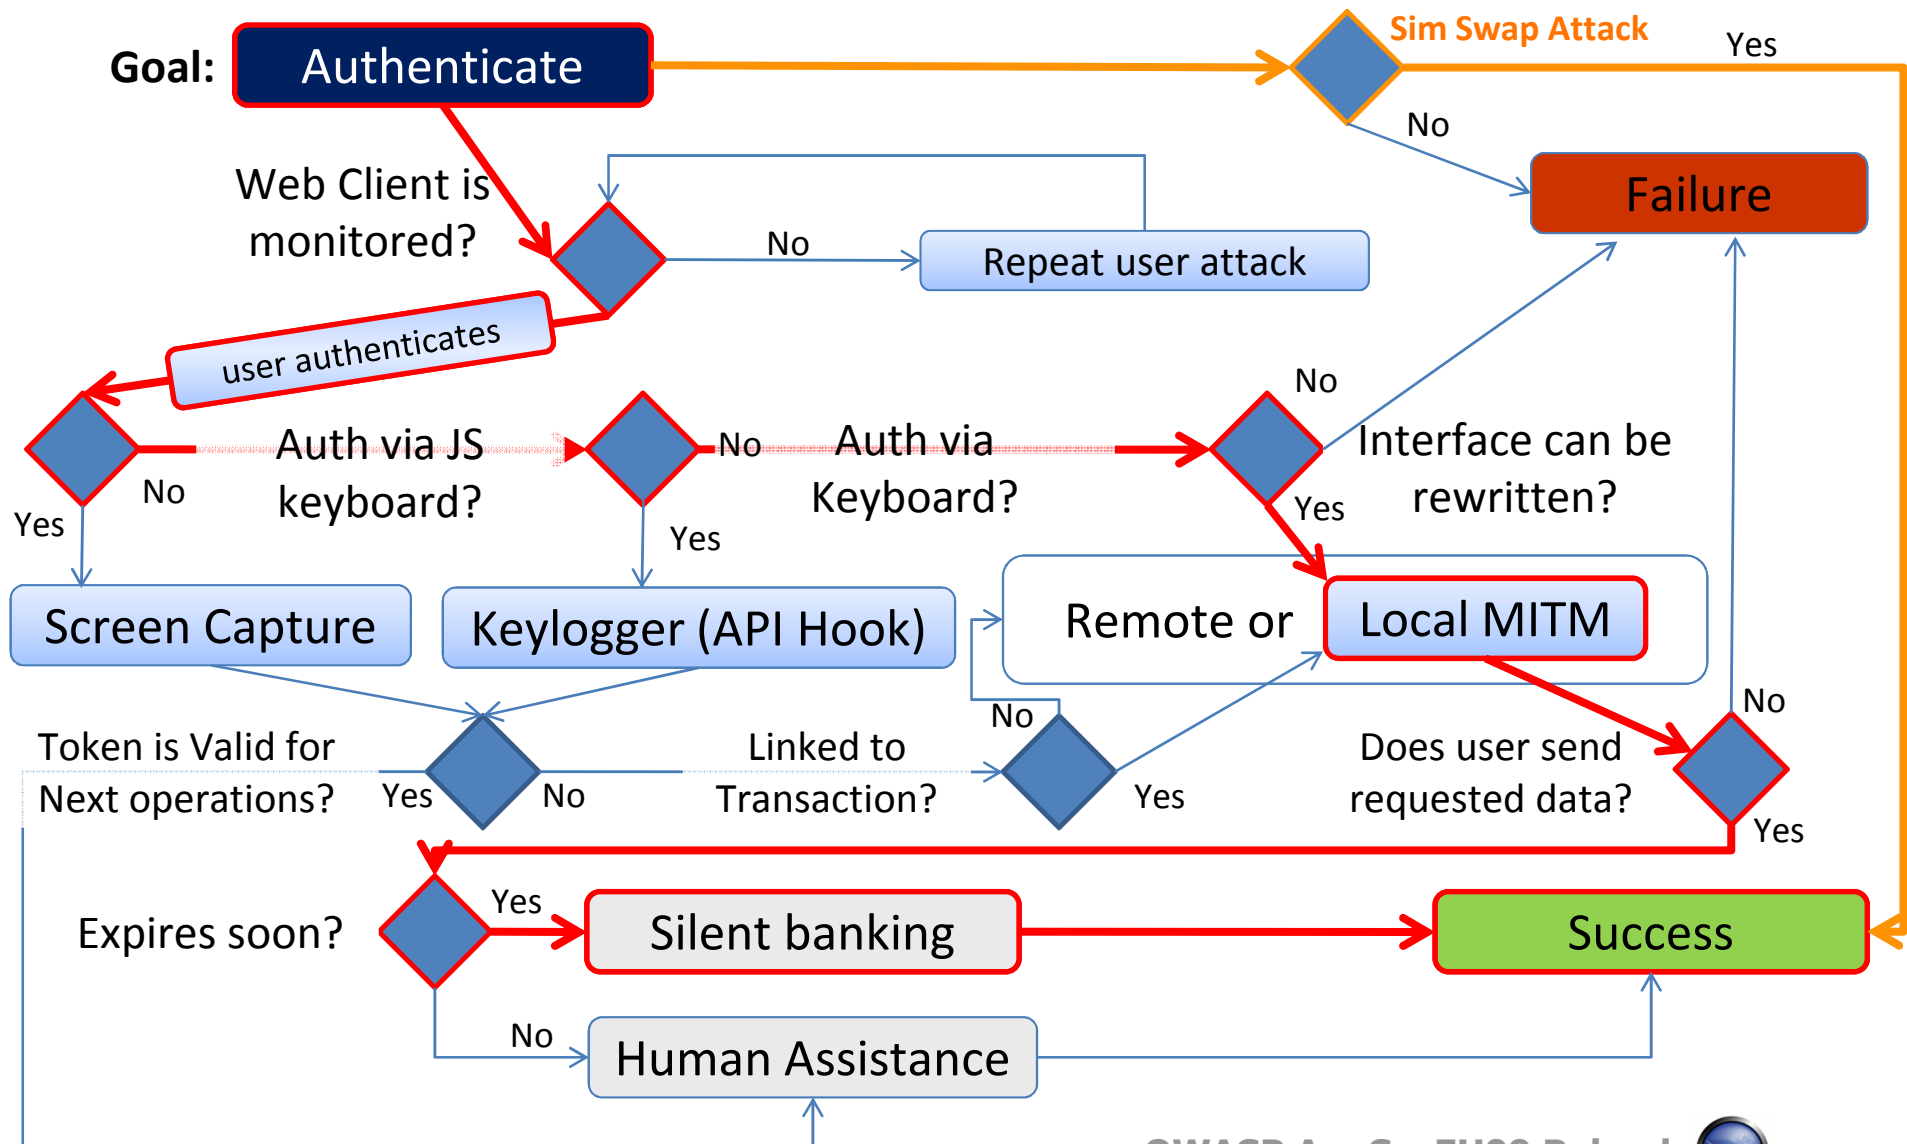 Sim Swap Attack
Yes
Goal:
Authenticate
No
Web Client is
monitored?
Failure
No
Repeat user attack
user authenticates
No
Auth via JS
keyboard?
No
Yes
No
Auth via
Keyboard?
Yes
Interface can be
rewritten?
Yes
Screen Capture
Keylogger (API Hook)
Remote or
Local MITM
No
No
Token is Valid for
Next operations?
Yes
No
Linked to
Transaction?
Yes
Does user send
requested data?
Yes
Expires soon?
Yes
Silent banking
Success
No
Human Assistance